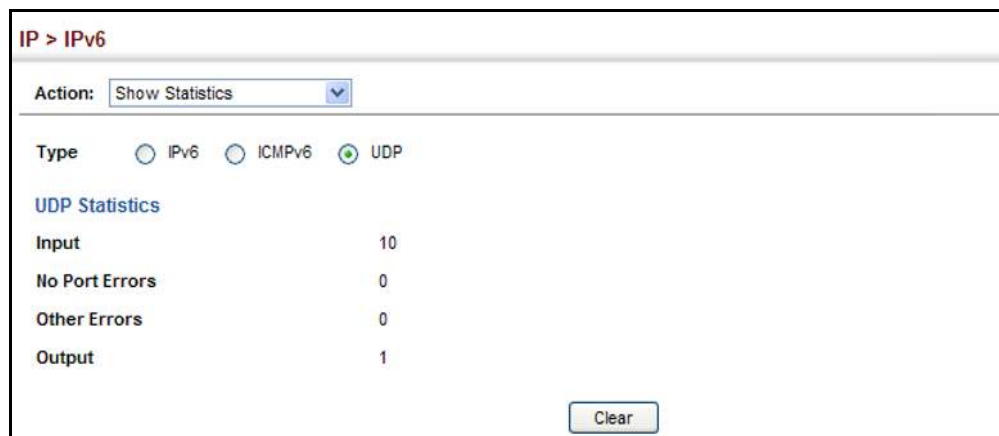 IP > IPv6
Action: Show Statistics
Type IPv6 ICMPv6 UDP
UDP Statistics
Input 10
No Port Errors 0
Other Errors 0
Output 1
Clear